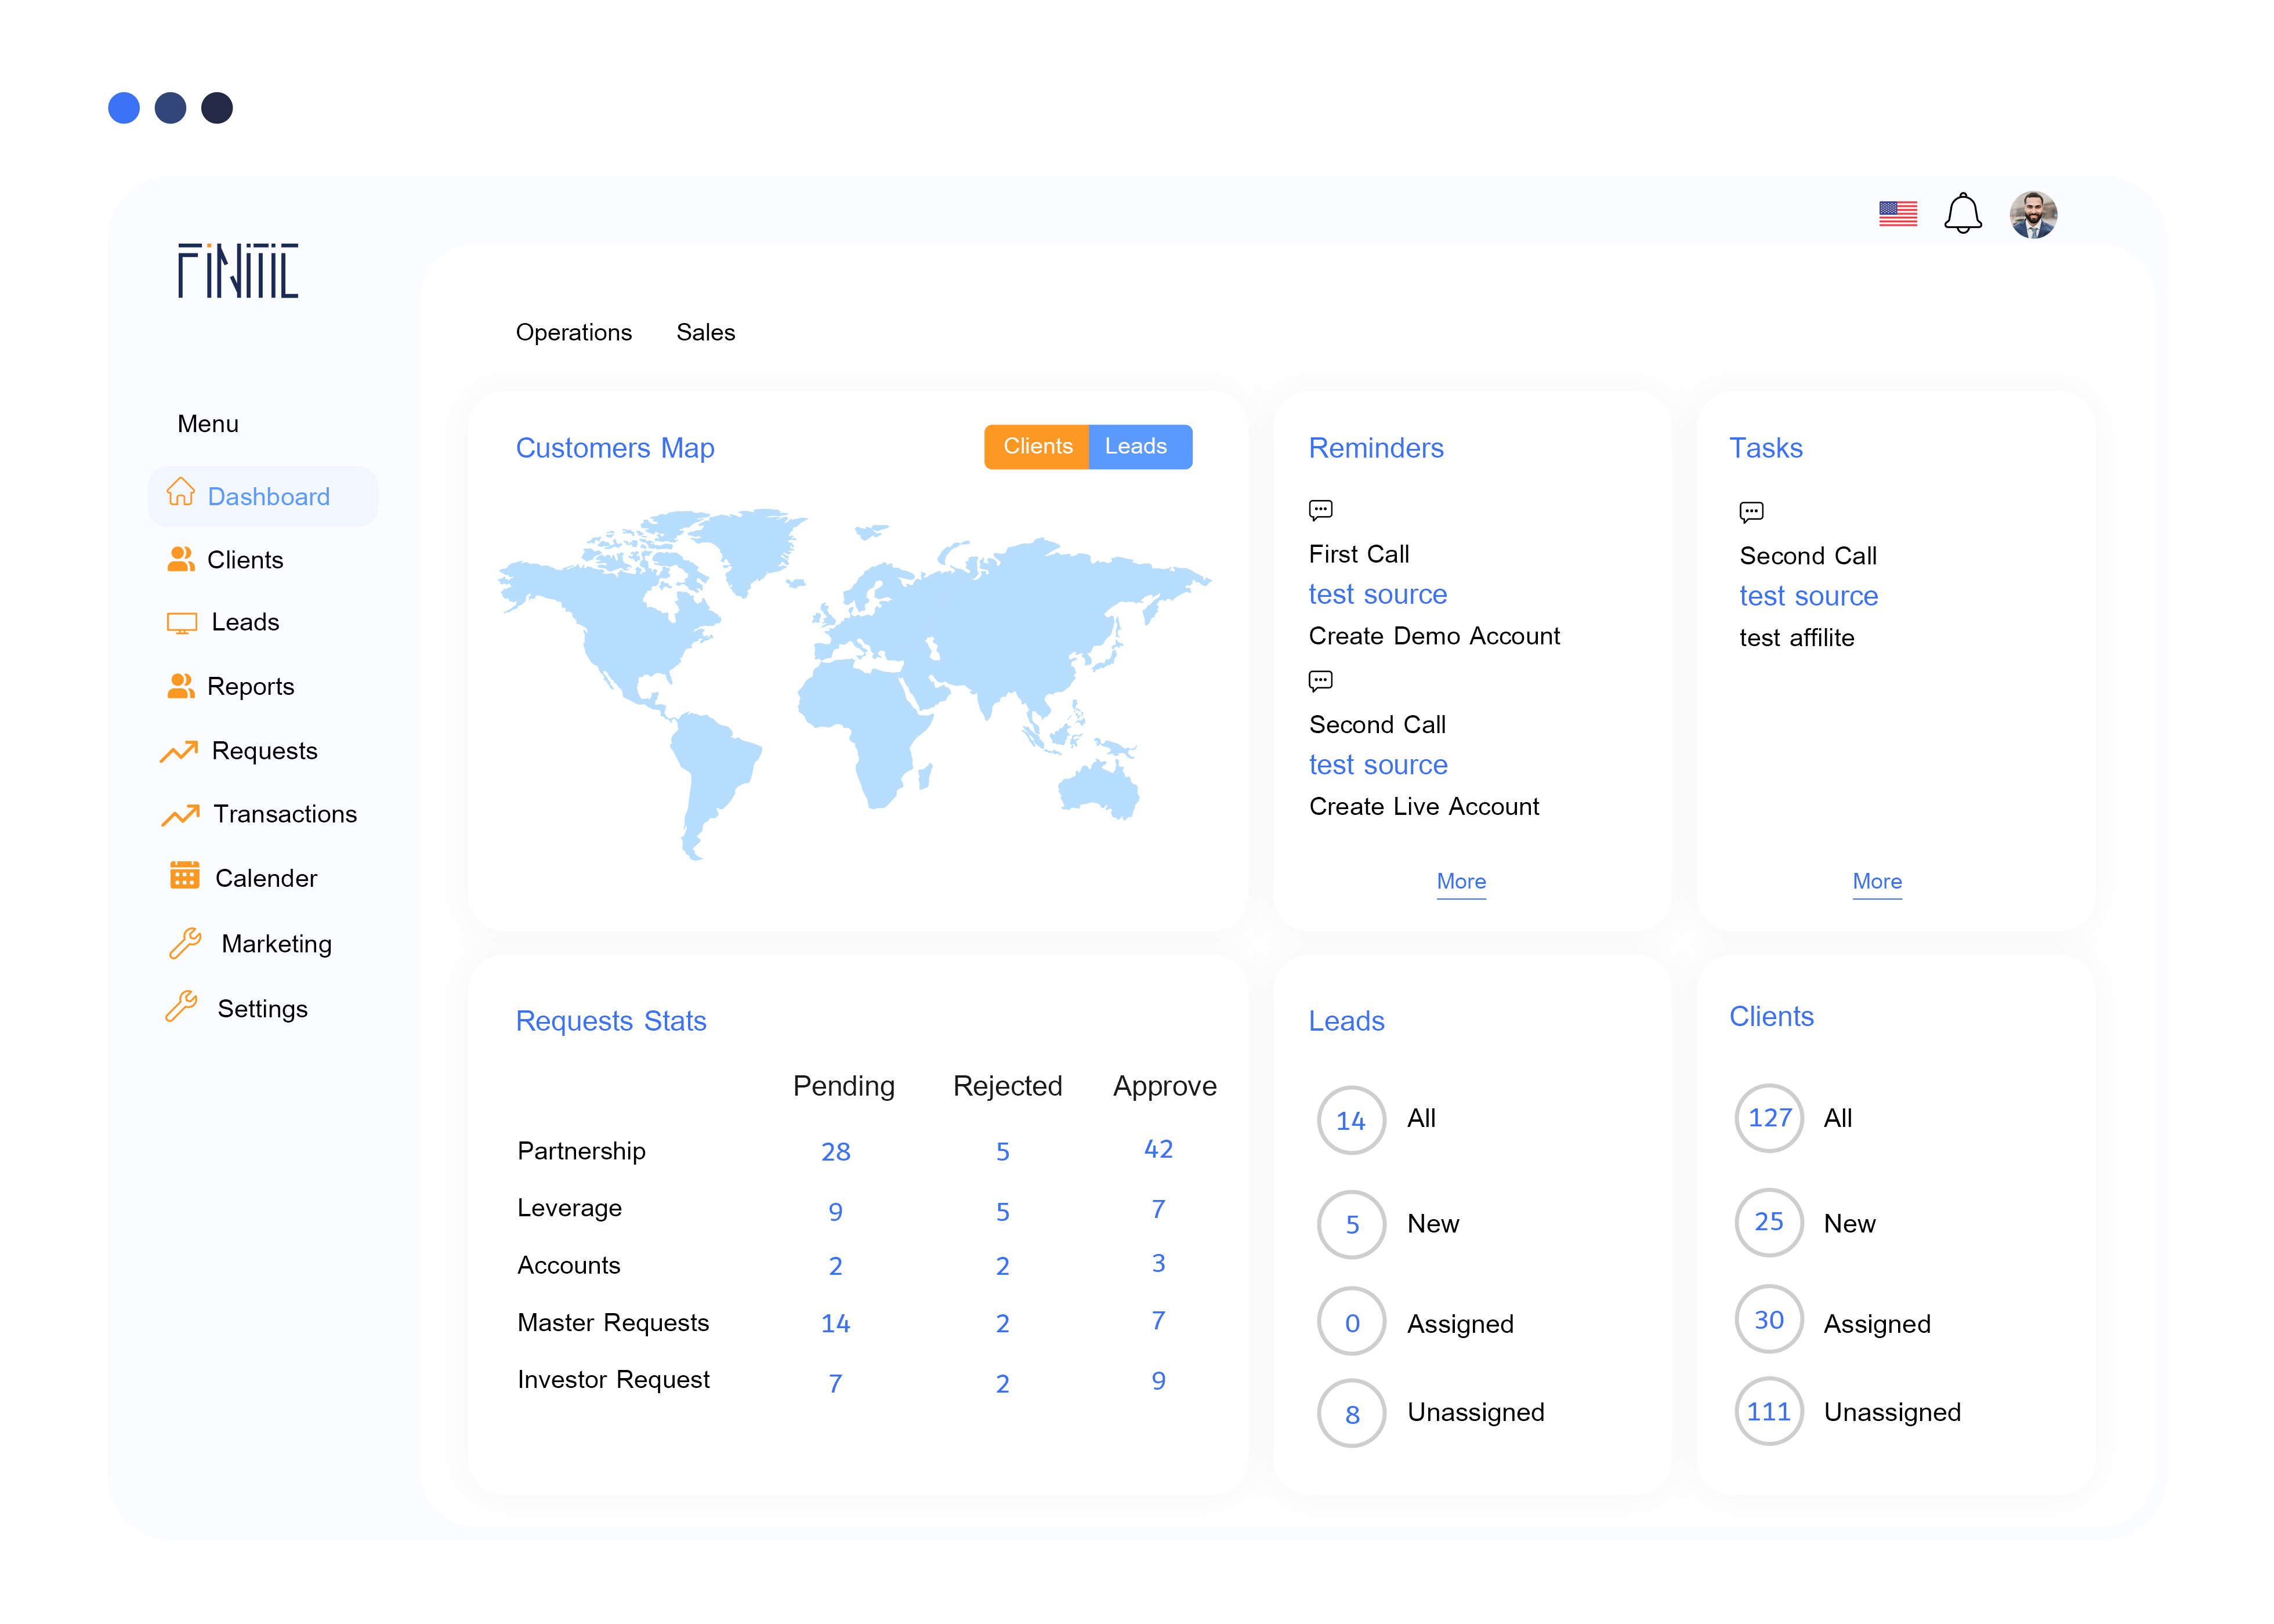 FINITIC
Operations Sales
Menu
Dashboard
Clients
Leads
Reports
Requests
Transactions
Calender
Marketing
Settings
Customers Map
Clients Leads
Reminders
First Call
test source
Create Demo Account
Second Call
test source
Create Live Account
More
Tasks
Second Call
test source
test affilite
More
Requests Stats
Pending Rejected Approve
Partnership 28 5 42
Leverage 9 5 7
Accounts 2 2 3
Master Requests 14 2 7
Investor Request 7 2 9
Leads
14 All
5 New
0 Assigned
8 Unassigned
Clients
127 All
25 New
30 Assigned
111 Unassigned